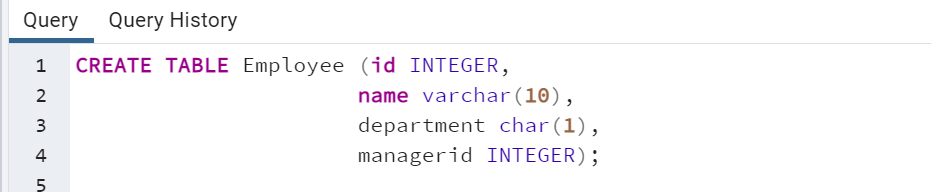 Query Query History
1 CREATE TABLE Employee (id INTEGER,
2 name varchar(10),
3 department char(1),
4 managerid INTEGER);
5